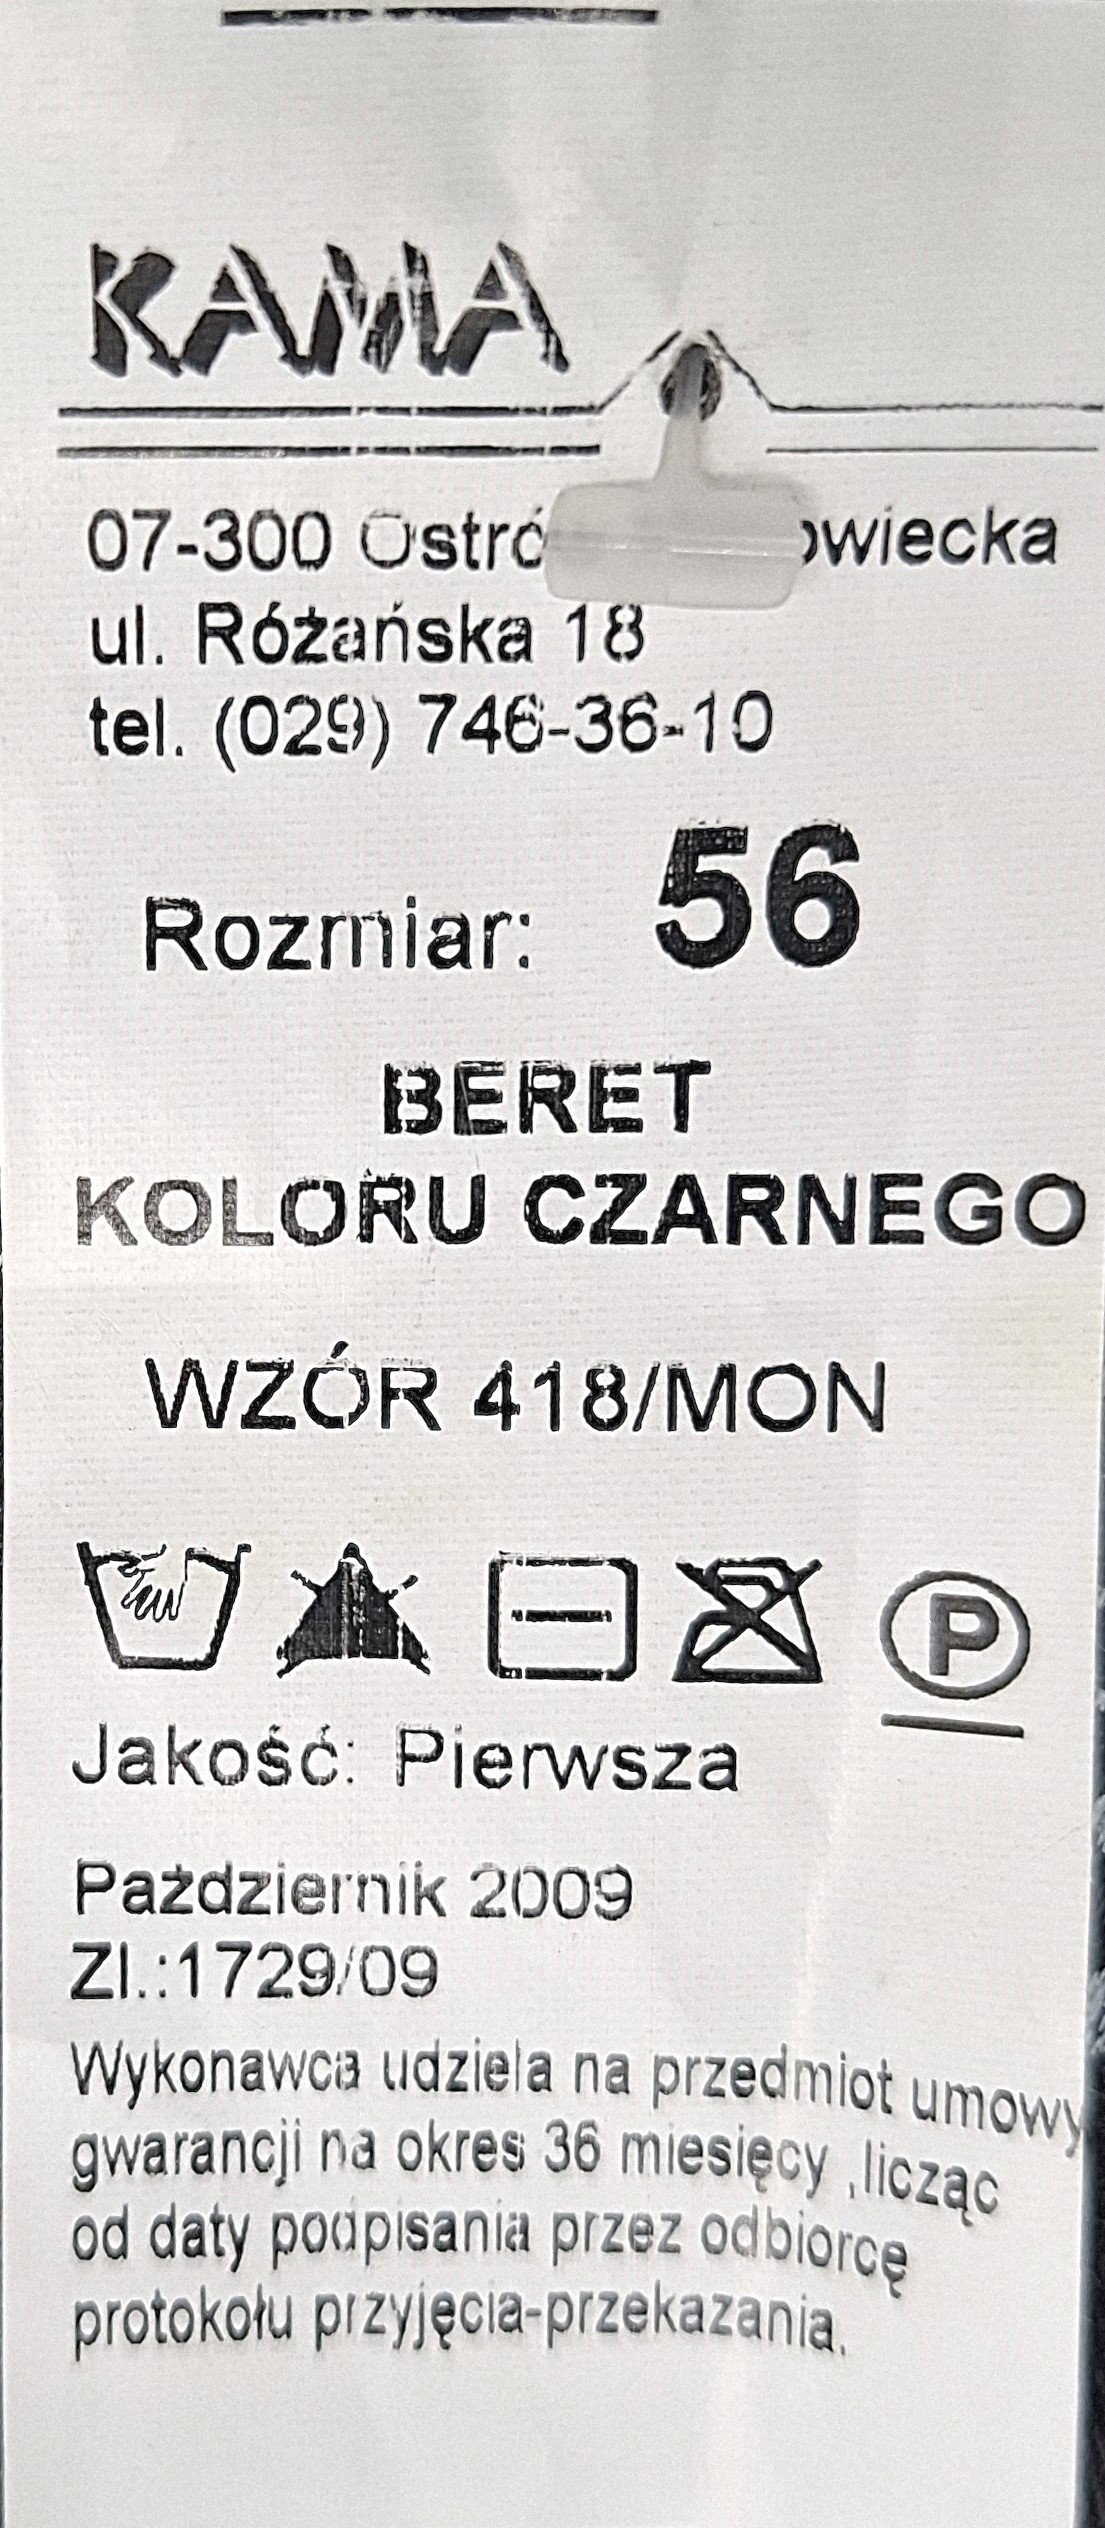 KAMA
07-300
ul. Różańska 18
tel. (029) 746-36-10
Rozmiar: 56
BERET
KOLORU CZARNEGO
WZÓR 418/MON
P
Jakość: Pierwsza
Październik 2009
Zl.:1729/09
Wykonawca udziela na przedmiot umowy
gwarancji na okres 36 miesięcy ,licząc
od daty podpisania przez odbiorcę
protokołu przyjęcia-przekazania.